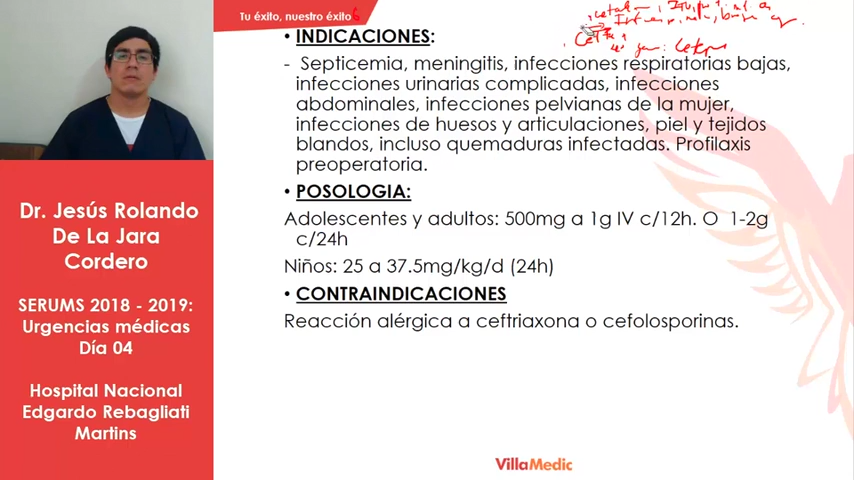 Tu éxito, nuestro éxito
• INDICACIONES:
- Septicemia, meningitis, infecciones respiratorias bajas,
infecciones urinarias complicadas, infecciones
abdominales, infecciones pelvianas de la mujer,
infecciones de huesos y articulaciones, piel y tejidos
blandos, incluso quemaduras infectadas. Profilaxis
preoperatoria.
• POSOLOGIA:
Adolescentes y adultos: 500mg a 1g IV c/12h. O 1-2g
c/24h
Niños: 25 a 37.5mg/kg/d (24h)
• CONTRAINDICACIONES
Reacción alérgica a ceftriaxona o cefolosporinas.
Dr. Jesús Rolando
De La Jara
Cordero
SERUMS 2018 - 2019:
Urgencias médicas
Día 04
Hospital Nacional
Edgardo Rebagliati
Martins
VillaMedic